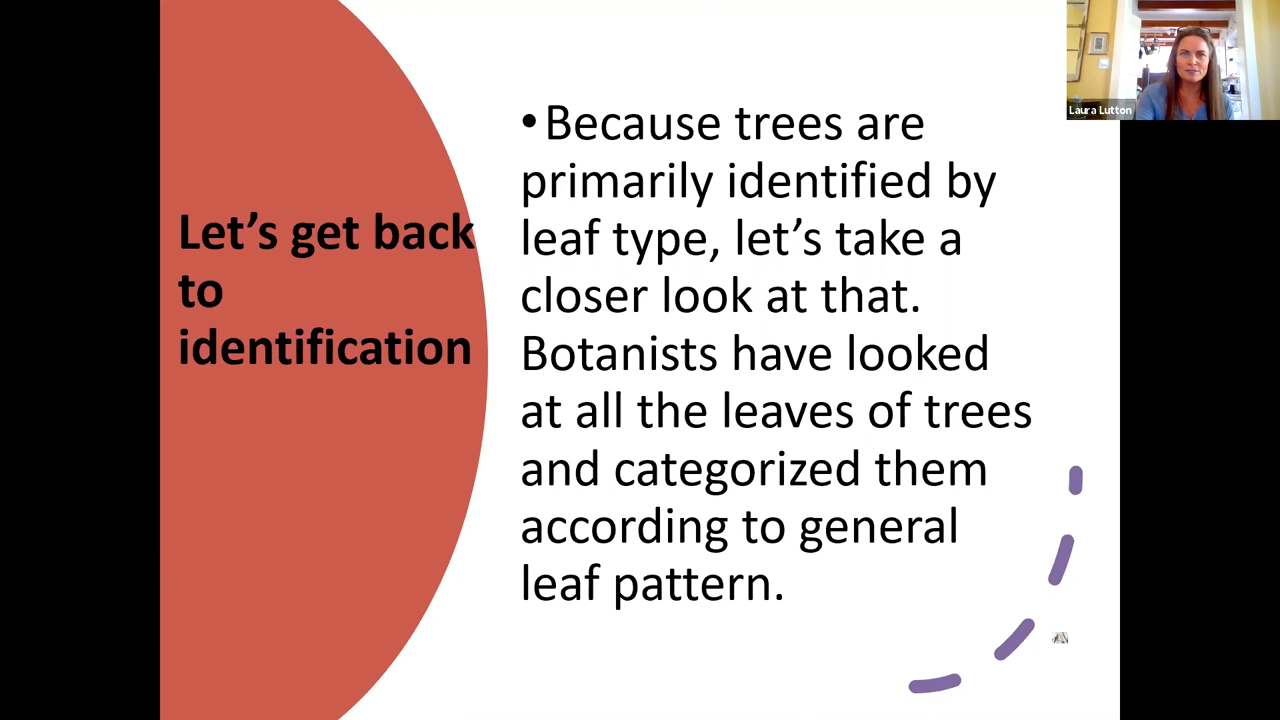 Laura Lutton
Let’s get back
to
identification
•Because trees are
primarily identified by
leaf type, let’s take a
closer look at that.
Botanists have looked
at all the leaves of trees
and categorized them
according to general
leaf pattern.